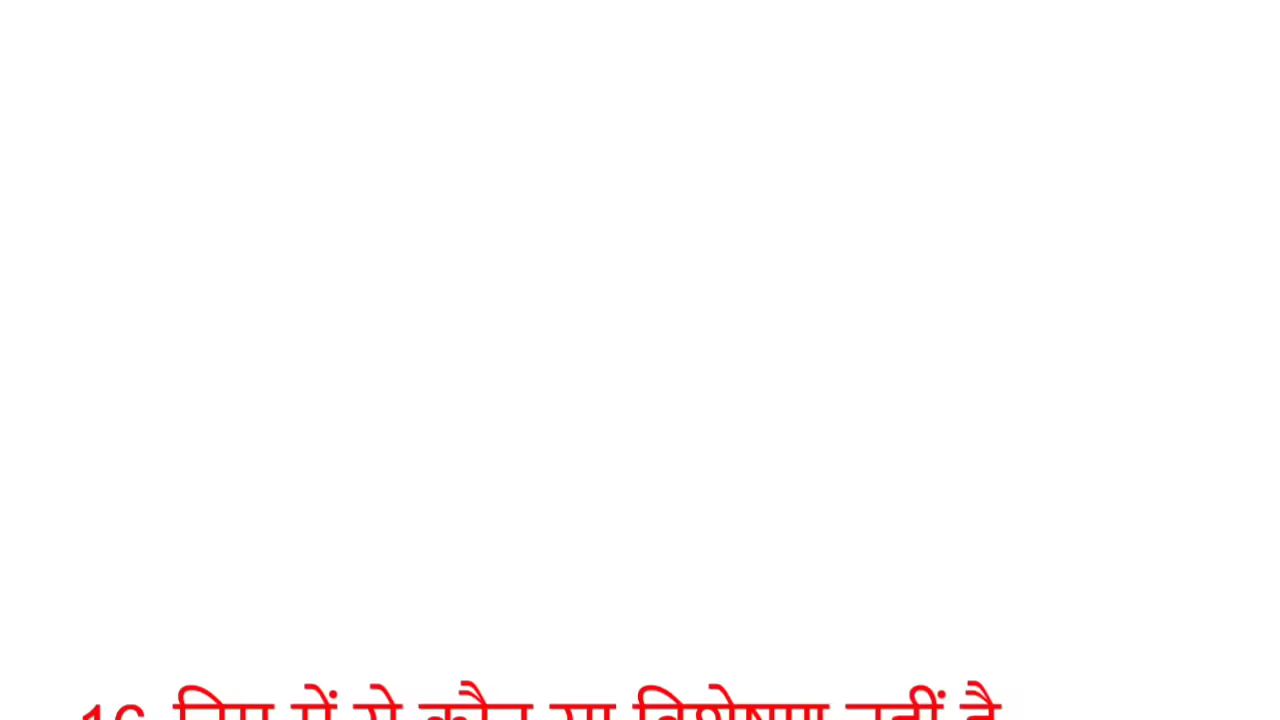 16 निम्न में से कौन सा विशेषण नहीं है